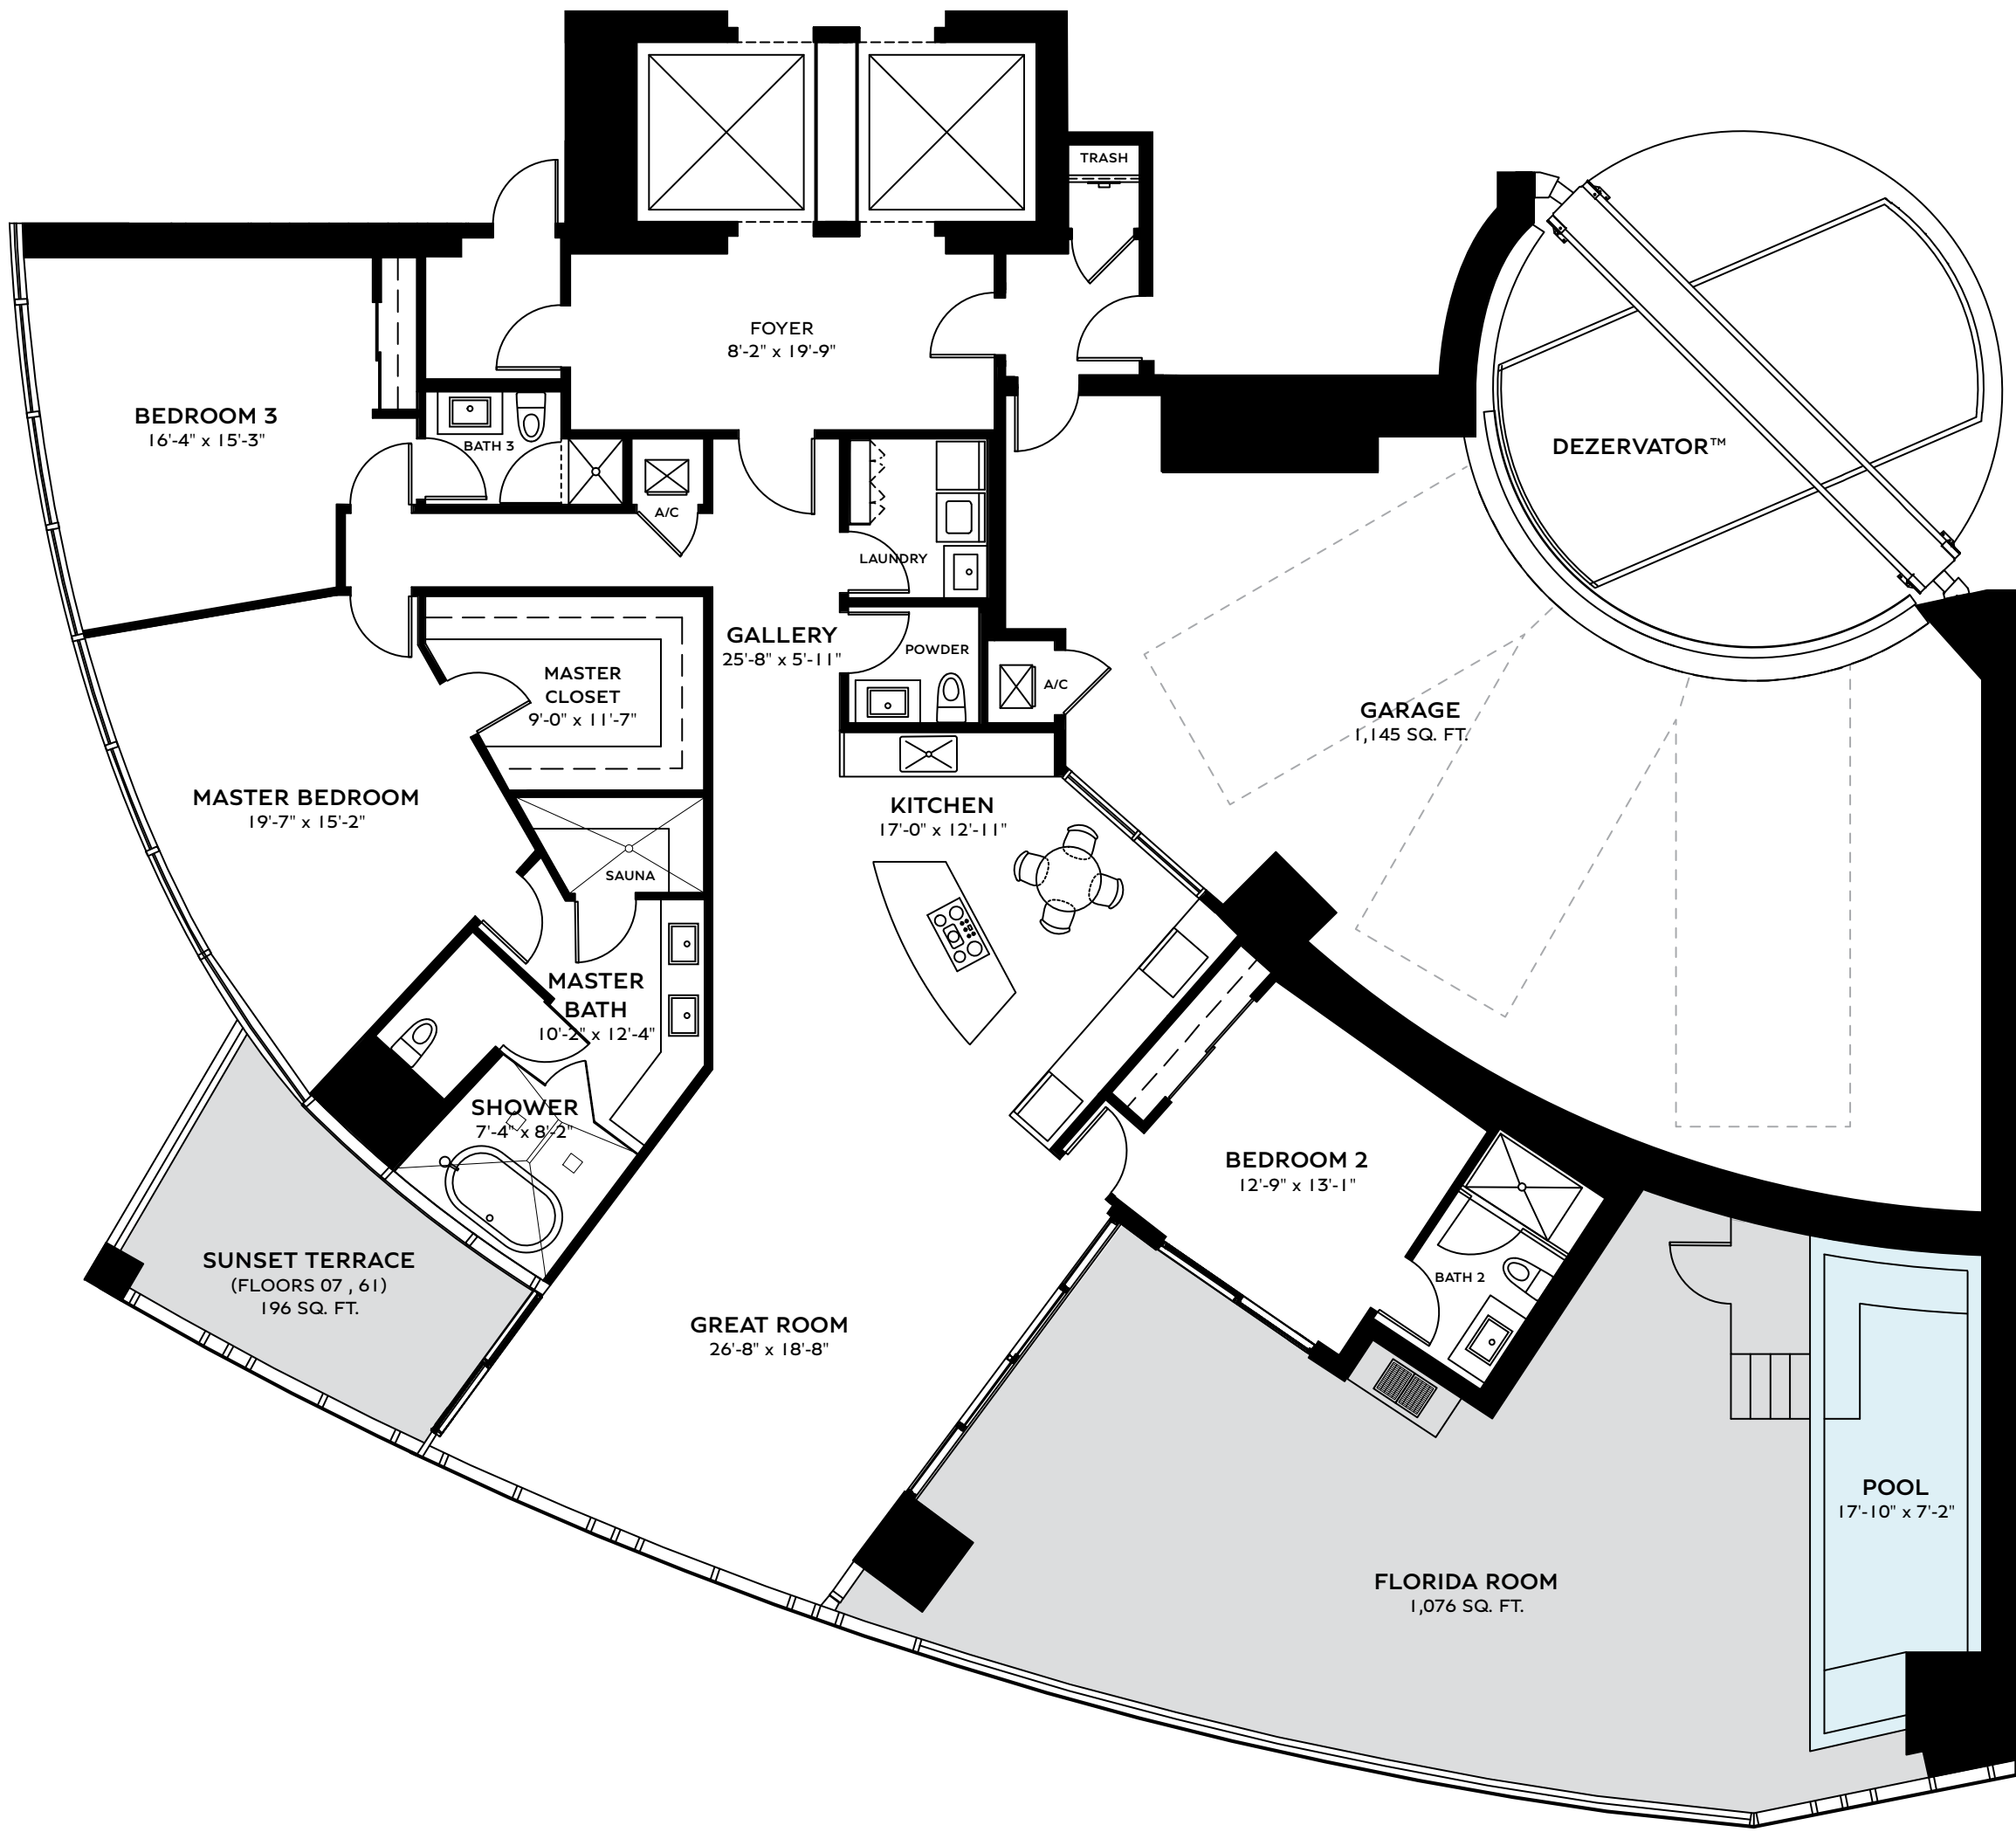 TRASH
FOYER
8'-2" x 19'-9"
BEDROOM 3
16'-4" x 15'-3"
BATH 3
DEZERVATOR™
A/C
LAUNDRY
GALLERY
25'-8" x 5'-11"
POWDER
MASTER
CLOSET
9'-0" x 11'-7"
A/C
GARAGE
1,145 SQ. FT.
MASTER BEDROOM
19'-7" x 15'-2"
KITCHEN
17'-0" x 12'-11"
SAUNA
MASTER
BATH
10'-2" x 12'-4"
SHOWER
7'-4" x 8'-2"
BEDROOM 2
12'-9" x 13'-1"
SUNSET TERRACE
(FLOORS 07 , 61)
196 SQ. FT.
BATH 2
GREAT ROOM
26'-8" x 18'-8"
POOL
17'-10" x 7'-2"
FLORIDA ROOM
1,076 SQ. FT.